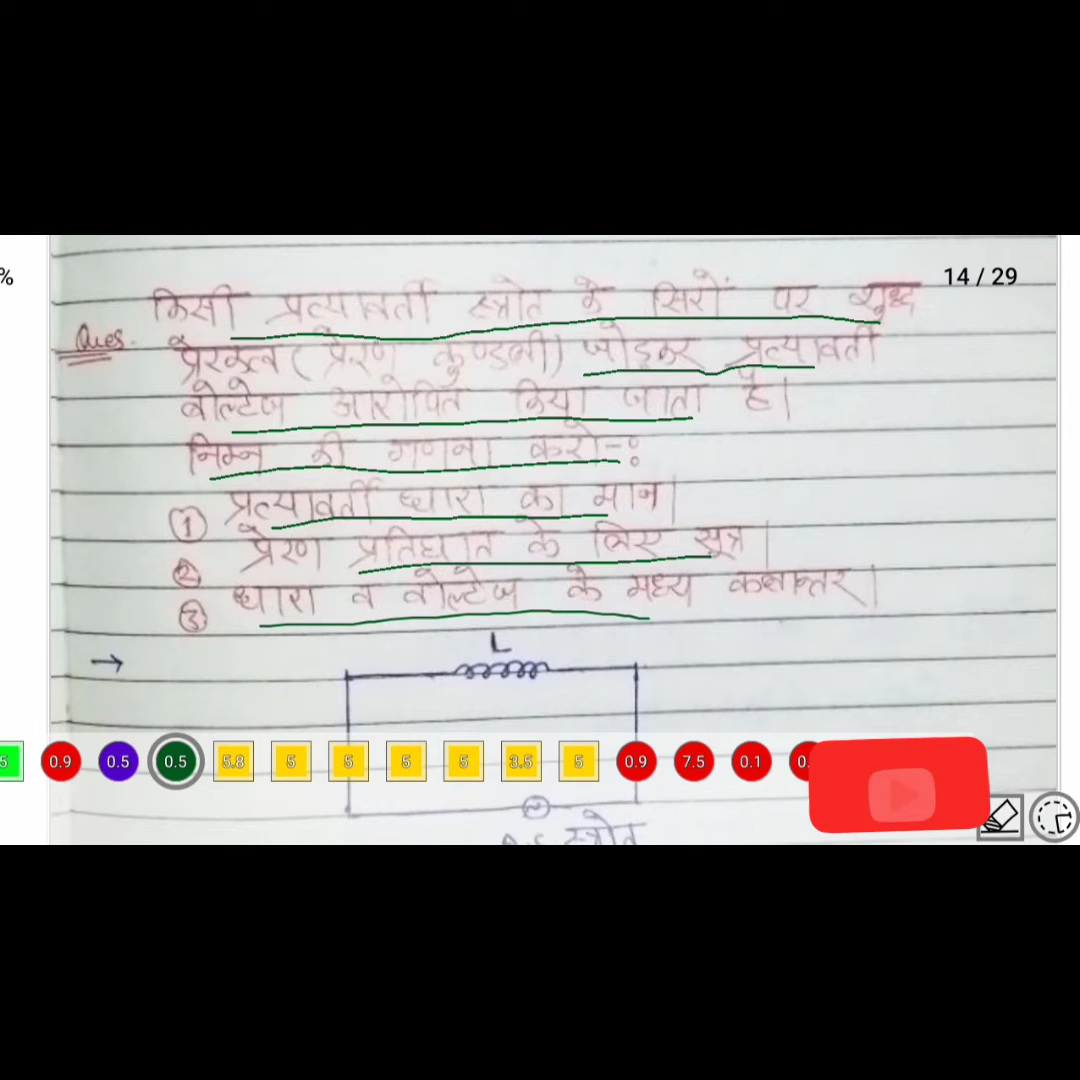 %
14 / 29
किसी प्रत्यावर्ती स्त्रोत के सिरों पर शुध्द
Ques.
प्रेरकत्व (प्रेरण कुण्डली) जोड़कर प्रत्यावर्ती
वोल्टेज आरोपित किया जाता है।
निम्न की गणना करो-:
① प्रत्यावर्ती धारा का मान।
② प्रेरण प्रतिघात के लिए सूत्र।
③ धारा व वोल्टेज के मध्य कलान्तर।
→
L
5 0.9 0.5 0.5 5.8 5 5 5 5 3.5 5 0.9 7.5 0.1
स्त्रोत